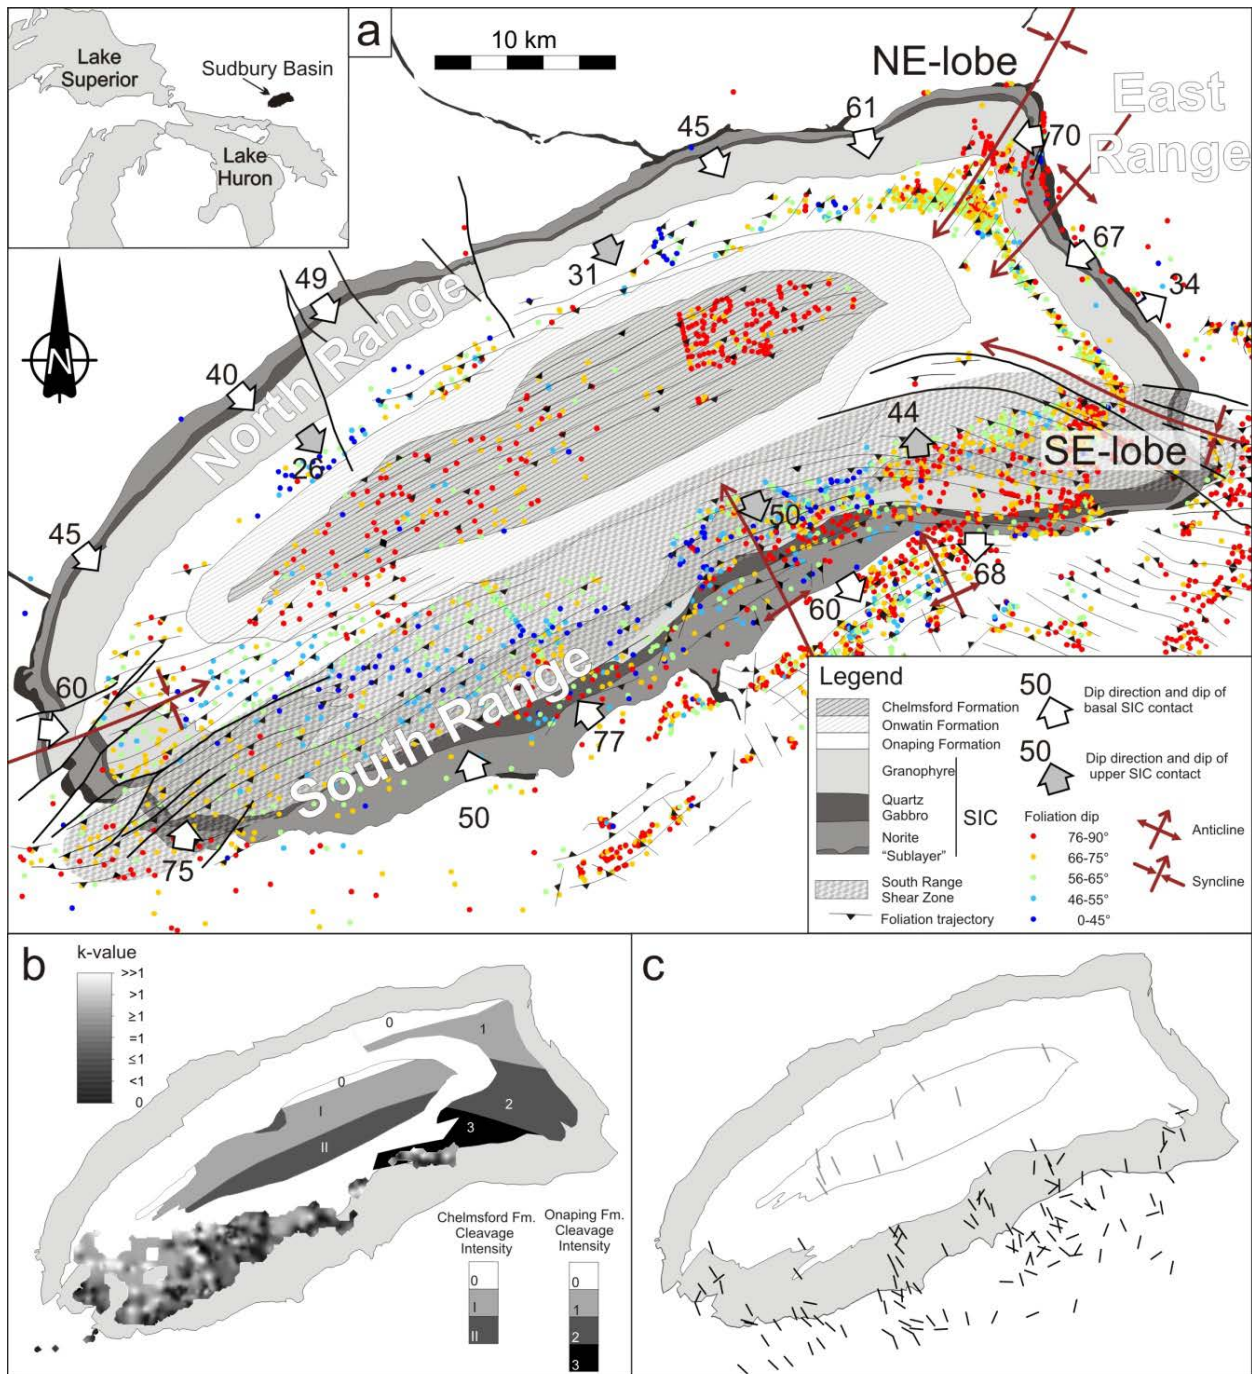 Lake
Superior
Sudbury Basin
Lake
Huron
a
10 km
NE-lobe
East
Range
61
45
70
67
34
31
49
North Range
40
26
44
SE-lobe
50
45
68
60
60
South Range
77
50
75
N
Legend
Chelmsford Formation
Onwatin Formation
Onaping Formation
Granophyre
Quartz
Gabbro
SIC
Norite
"Sublayer"
South Range
Shear Zone
Foliation trajectory
50
Dip direction and dip of
basal SIC contact
50
Dip direction and dip of
upper SIC contact
Foliation dip
76-90°
66-75°
56-65°
46-55°
0-45°
Anticline
Syncline
b
k-value
>>1
>1
≥1
=1
≤1
<1
0
0
1
0
I
2
3
II
Chelmsford Fm.
Cleavage
Intensity
0
I
II
Onaping Fm.
Cleavage
Intensity
0
1
2
3
c